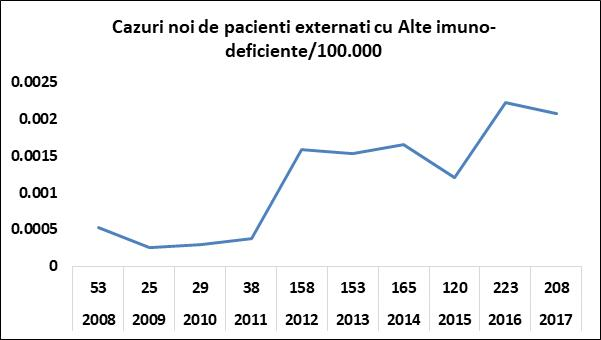 Cazuri noi de pacienti externati cu Alte imuno-
deficiente/100.000
0.0025
0.002
0.0015
0.001
0.0005
0
53 25 29 38 158 153 165 120 223 208
2008 2009 2010 2011 2012 2013 2014 2015 2016 2017